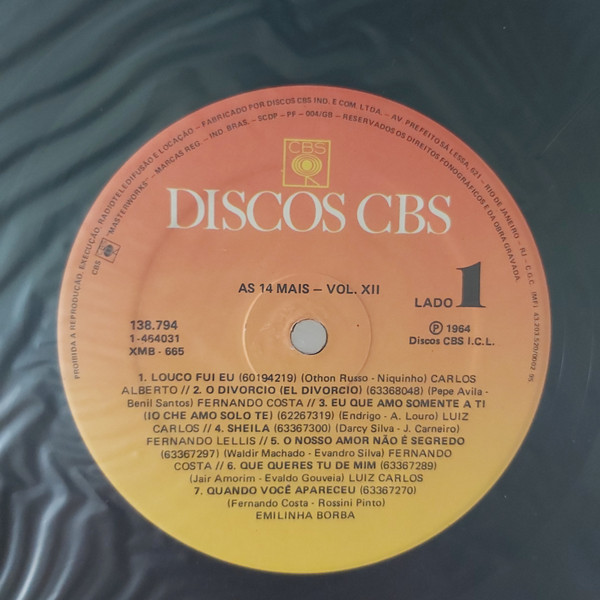 PROIBIDA A REPRODUÇÃO, EXECUÇÃO, RADIOTELEDIFUSÃO E LOCAÇÃO – FABRICADO POR DISCOS CBS IND. E COM. LTDA. – AV. PREFEITO SÁ LESSA, 621 – RIO DE JANEIRO – RJ – C.G.C. (MF) 43.203.520/0002 95
CBS "MASTERWORKS" – MARCAS REG. – IND. BRAS. – SCDP – PF – 004/GB – RESERVADOS OS DIREITOS FONOGRÁFICOS E DA OBRA GRAVADA
CBS
DISCOS CBS
AS 14 MAIS – VOL. XII
LADO 1
138.794
1-464031
XMB - 665
Ⓟ 1964
Discos CBS I.C.L.
1. LOUCO FUI EU (60194219) (Othon Russo - Niquinho) CARLOS
ALBERTO // 2. O DIVORCIO (EL DIVORCIO) (63368048) (Pepe Avila -
Benil Santos) FERNANDO COSTA // 3. EU QUE AMO SOMENTE A TI
(IO CHE AMO SOLO TE) (62267319) (Endrigo - A. Louro) LUIZ
CARLOS // 4. SHEILA (63367300) (Darcy Silva - J. Carneiro)
FERNANDO LELLIS // 5. O NOSSO AMOR NÃO É SEGREDO
(63367297) (Waldir Machado - Evandro Silva) FERNANDO
COSTA // 6. QUE QUERES TU DE MIM (63367289)
(Jair Amorim - Evaldo Gouveia) LUIZ CARLOS
7. QUANDO VOCÊ APARECEU (63367270)
(Fernando Costa - Rossini Pinto)
EMILINHA BORBA